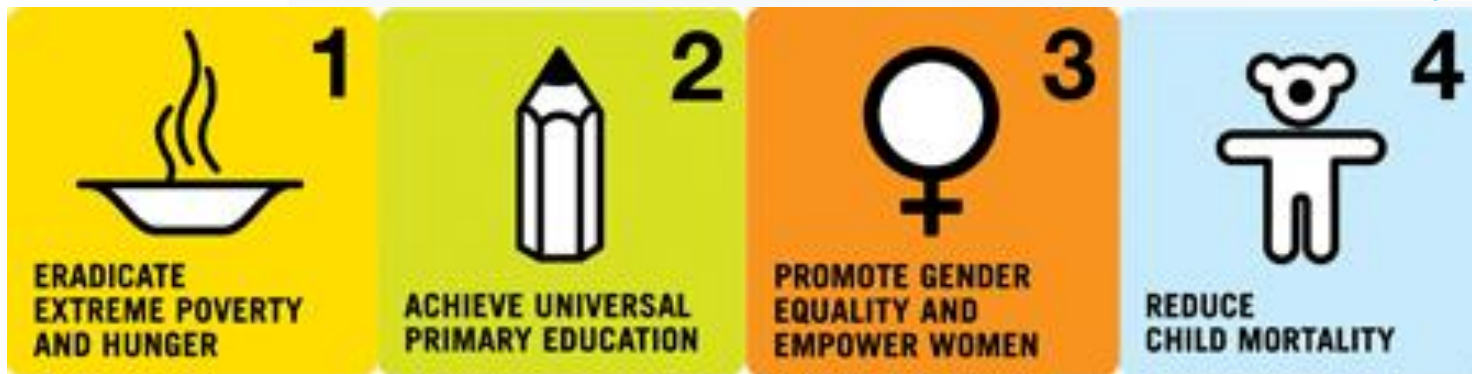 1
ERADICATE
EXTREME POVERTY
AND HUNGER
2
ACHIEVE UNIVERSAL
PRIMARY EDUCATION
3
PROMOTE GENDER
EQUALITY AND
EMPOWER WOMEN
4
REDUCE
CHILD MORTALITY